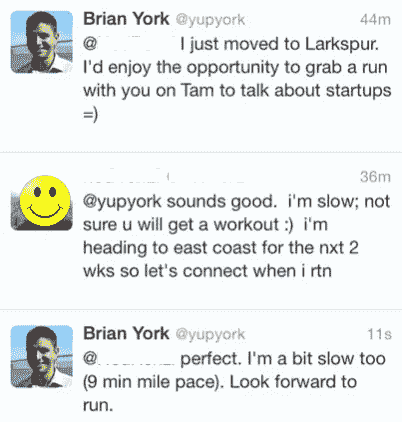 Brian York @yupyork 44m
@ I just moved to Larkspur.
I'd enjoy the opportunity to grab a run
with you on Tam to talk about startups
=)
36m
@yupyork sounds good. i'm slow; not
sure u will get a workout :) i'm
heading to east coast for the nxt 2
wks so let's connect when i rtn
Brian York @yupyork 11s
@ perfect. I'm a bit slow too
(9 min mile pace). Look forward to
run.